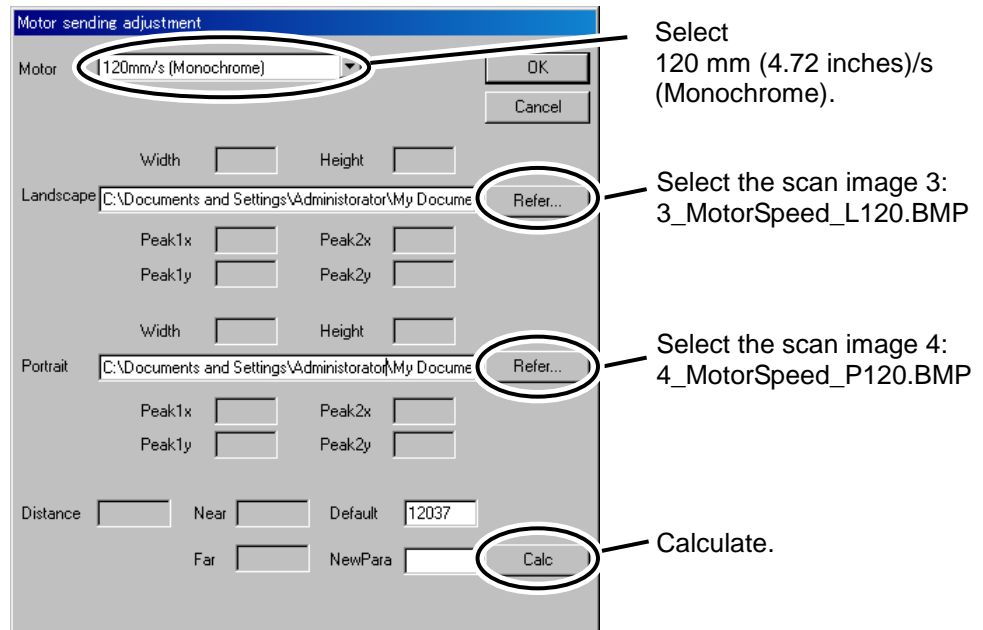 Motor sending adjustment
Select
120 mm (4.72 inches)/s
(Monochrome).
Motor 120mm/s (Monochrome) OK
Cancel
Width Height
Landscape C:\Documents and Settings\Administorator\My Docume Refer...
Select the scan image 3:
3_MotorSpeed_L120.BMP
Peak1x Peak2x
Peak1y Peak2y
Width Height
Portrait C:\Documents and Settings\Administorator\My Docume Refer...
Select the scan image 4:
4_MotorSpeed_P120.BMP
Peak1x Peak2x
Peak1y Peak2y
Distance Near Default 12037
Far NewPara Calc
Calculate.